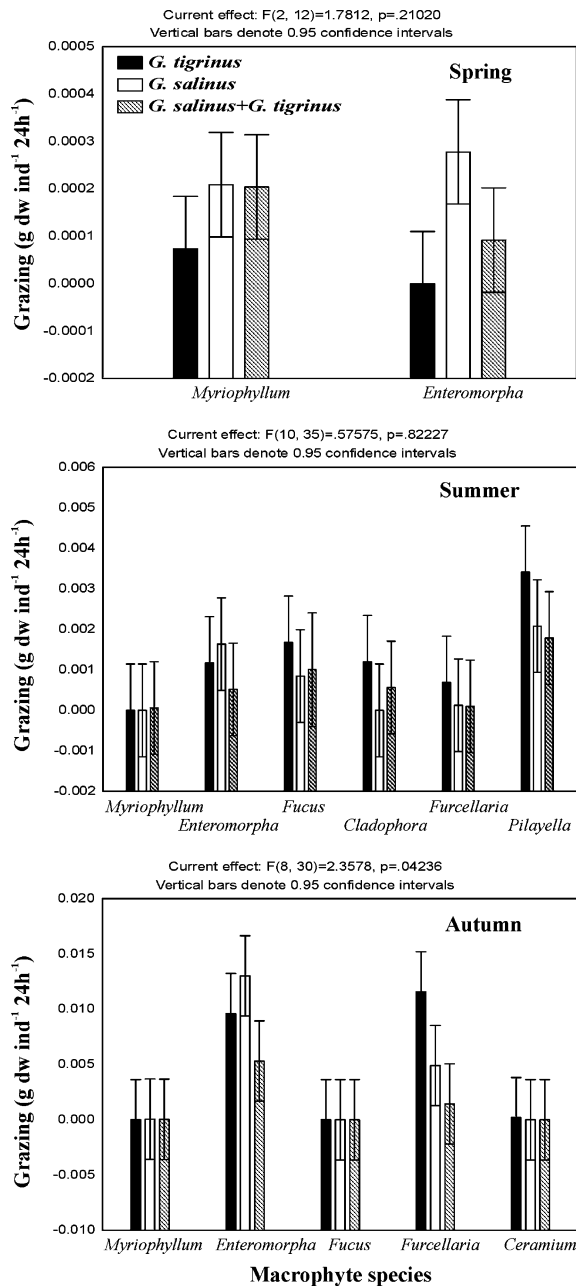 Current effect: F(2, 12)=1.7812, p=.21020
Vertical bars denote 0.95 confidence intervals
Spring
G. tigrinus
G. salinus
G. salinus+G. tigrinus
Grazing (g dw ind⁻¹ 24h⁻¹)
0.0005
0.0004
0.0003
0.0002
0.0001
0.0000
-0.0001
-0.0002
Myriophyllum Enteromorpha
Current effect: F(10, 35)=.57575, p=.82227
Vertical bars denote 0.95 confidence intervals
Summer
Grazing (g dw ind⁻¹ 24h⁻¹)
0.006
0.005
0.004
0.003
0.002
0.001
0.000
-0.001
-0.002
Myriophyllum Fucus Furcellaria
Enteromorpha Cladophora Pilayella
Current effect: F(8, 30)=2.3578, p=.04236
Vertical bars denote 0.95 confidence intervals
Autumn
Grazing (g dw ind⁻¹ 24h⁻¹)
0.020
0.015
0.010
0.005
0.000
-0.005
-0.010
Myriophyllum Enteromorpha Fucus Furcellaria Ceramium
Macrophyte species